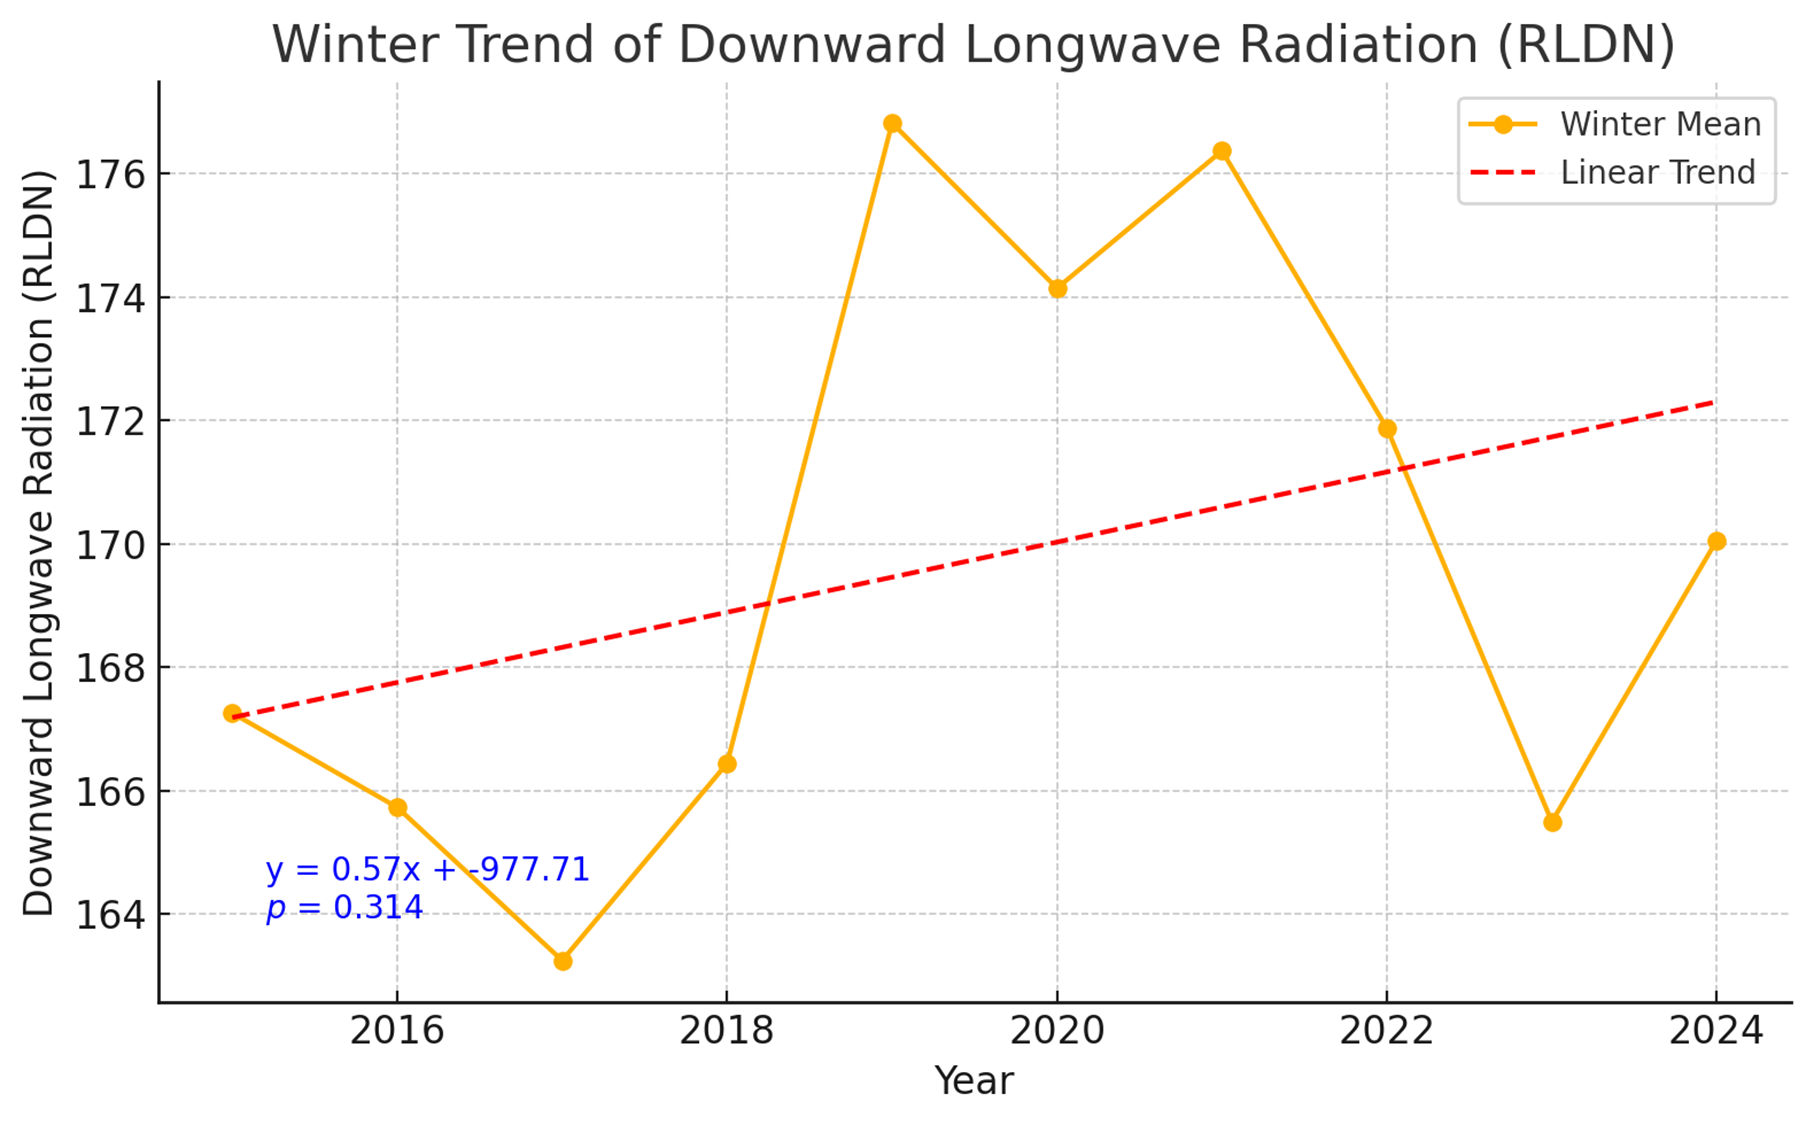 Winter Trend of Downward Longwave Radiation (RLDN)
Winter Mean
Linear Trend
Downward Longwave Radiation (RLDN)
176
174
172
170
168
166
164
y = 0.57x + -977.71
p = 0.314
2016
2018
2020
2022
2024
Year